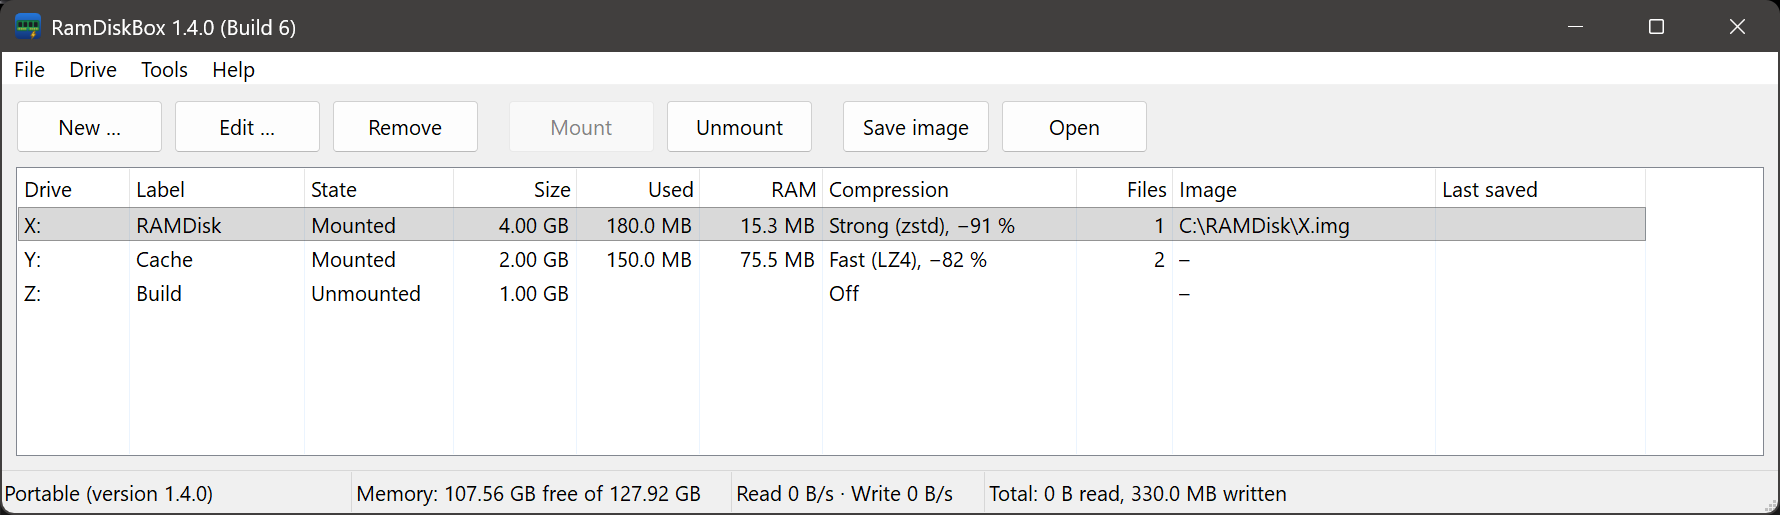 RamDiskBox 1.4.0 (Build 6)
File Drive Tools Help
New ... Edit ... Remove Mount Unmount Save image Open
Drive Label State Size Used RAM Compression Files Image Last saved
X: RAMDisk Mounted 4.00 GB 180.0 MB 15.3 MB Strong (zstd), −91 % 1 C:\RAMDisk\X.img
Y: Cache Mounted 2.00 GB 150.0 MB 75.5 MB Fast (LZ4), −82 % 2 –
Z: Build Unmounted 1.00 GB Off –
Portable (version 1.4.0) Memory: 107.56 GB free of 127.92 GB Read 0 B/s · Write 0 B/s Total: 0 B read, 330.0 MB written